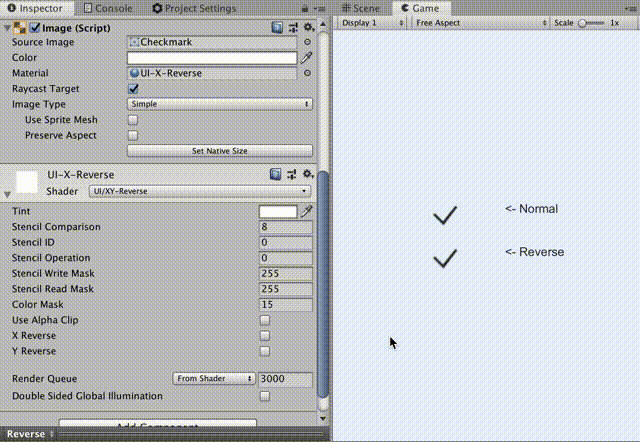 Inspector Console Project Settings
Image (Script)
Source Image Checkmark
Color
Material UI-X-Reverse
Raycast Target
Image Type Simple
Use Sprite Mesh
Preserve Aspect
Set Native Size
UI-X-Reverse
Shader UI/XY-Reverse
Tint
Stencil Comparison 8
Stencil ID 0
Stencil Operation 0
Stencil Write Mask 255
Stencil Read Mask 255
Color Mask 15
Use Alpha Clip
X Reverse
Y Reverse
Render Queue From Shader 3000
Double Sided Global Illumination
Add Component
Reverse
Scene Game
Display 1 Free Aspect Scale 1x
<- Normal
<- Reverse